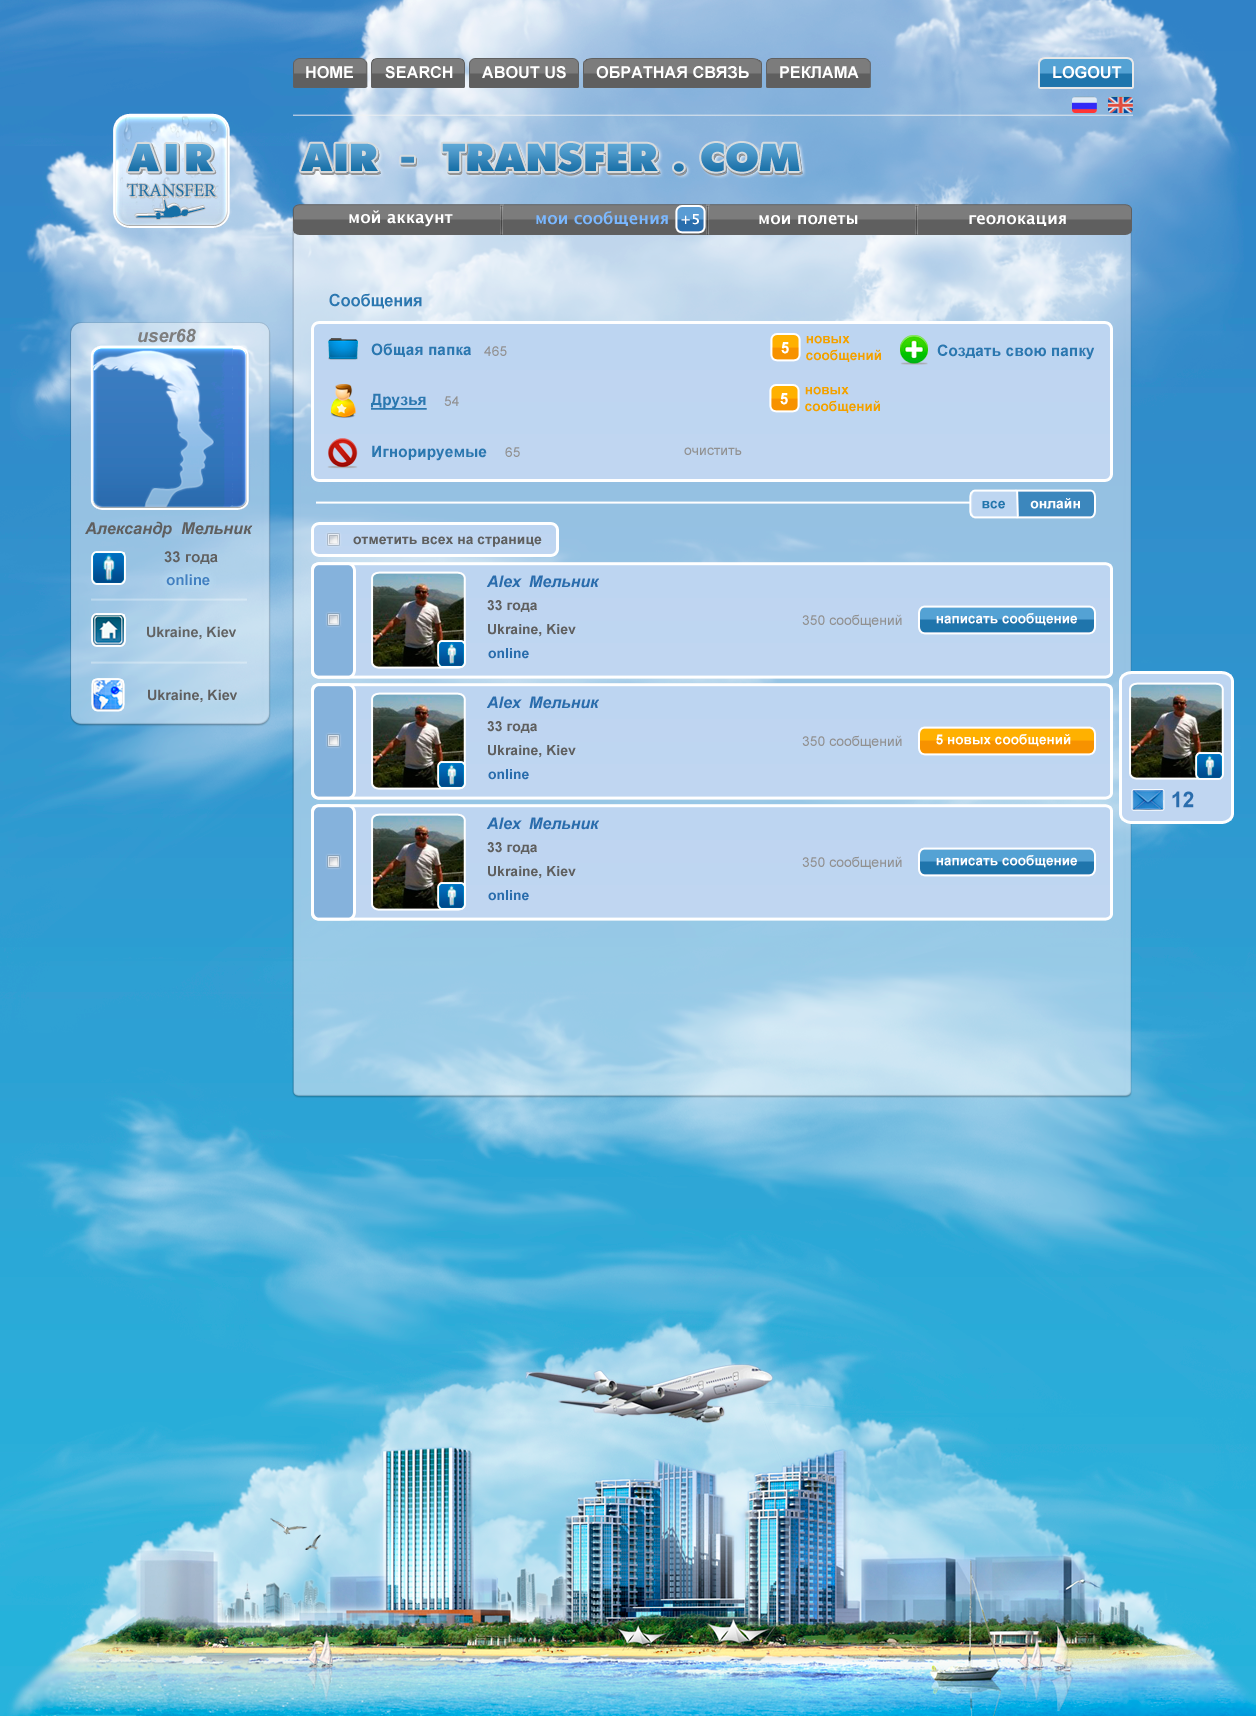 HOME SEARCH ABOUT US ОБРАТНАЯ СВЯЗЬ РЕКЛАМА LOGOUT
AIR
TRANSFER
AIR - TRANSFER . COM
мой аккаунт мои сообщения +5 мои полеты геолокация
user68
Александр Мельник
33 года
online
Ukraine, Kiev
Ukraine, Kiev
Сообщения
Общая папка 465 5 новых
сообщений
Создать свою папку
Друзья 54 5 новых
сообщений
Игнорируемые 65 очистить
все онлайн
отметить всех на странице
Alex Мельник
33 года
Ukraine, Kiev
online
350 сообщений написать сообщение
Alex Мельник
33 года
Ukraine, Kiev
online
350 сообщений 5 новых сообщений
Alex Мельник
33 года
Ukraine, Kiev
online
350 сообщений написать сообщение
12